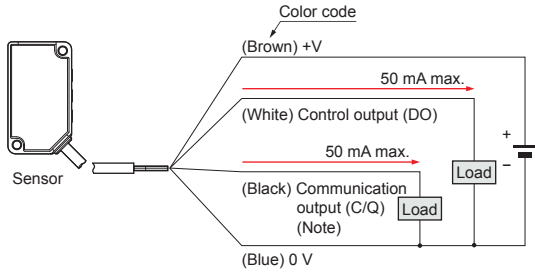 Color code
(Brown) +V
50 mA max.
(White) Control output (DO)
+
50 mA max.
Load
−
Sensor
(Black) Communication
output (C/Q)
Load
(Note)
(Blue) 0 V